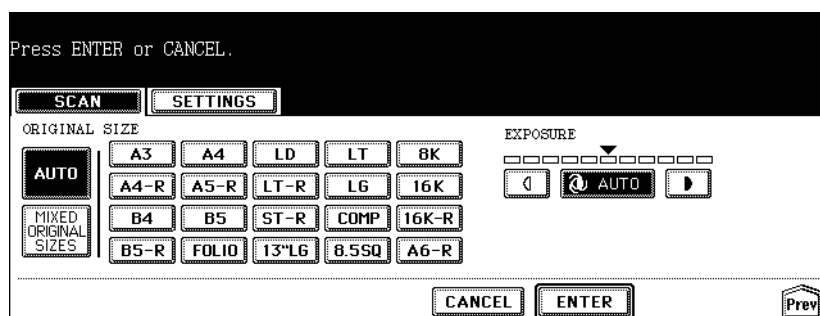 Press ENTER or CANCEL.
SCAN SETTINGS
ORIGINAL SIZE
AUTO
MIXED
ORIGINAL
SIZES
A3 A4 LD LT 8K
A4-R A5-R LT-R LG 16K
B4 B5 ST-R COMP 16K-R
B5-R FOLIO 13"LG 8.5SQ A6-R
EXPOSURE
AUTO
CANCEL ENTER
Prev